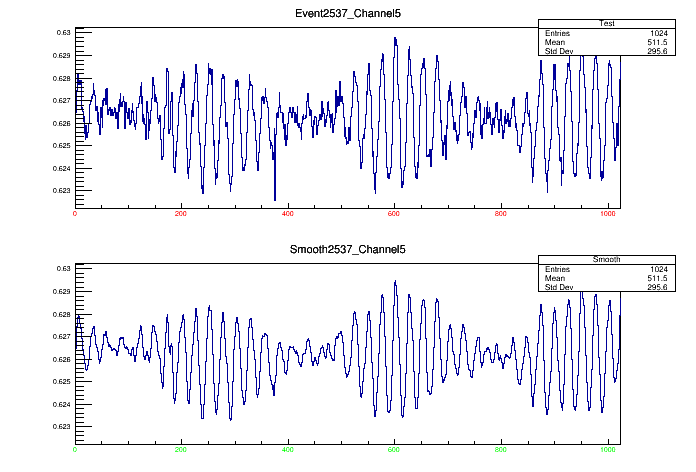 Event2537_Channel5
Test
Entries 1024
Mean 511.5
Std Dev 295.6
0.63
0.629
0.628
0.627
0.626
0.625
0.624
0.623
0 200 400 600 800 1000
Smooth2537_Channel5
Smooth
Entries 1024
Mean 511.5
Std Dev 295.6
0.63
0.629
0.628
0.627
0.626
0.625
0.624
0.623
0 200 400 600 800 1000